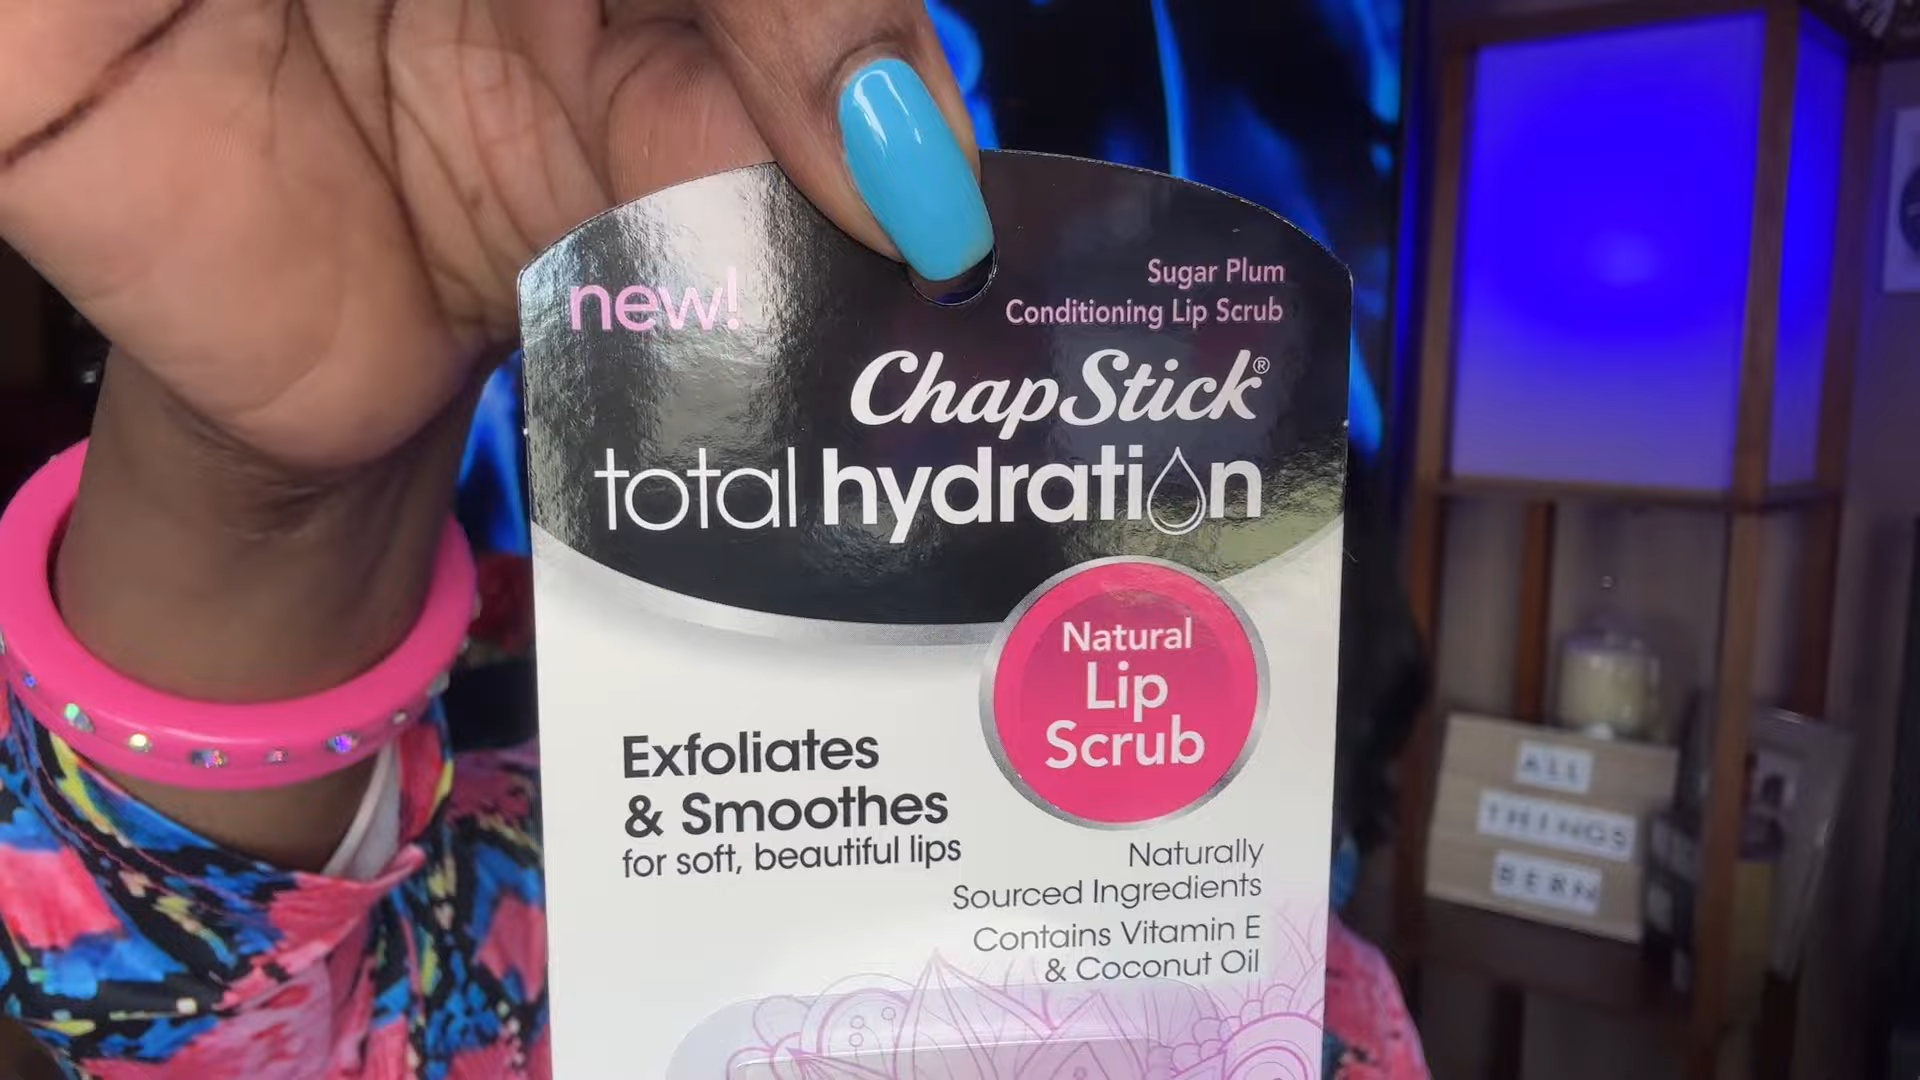 new!
Sugar Plum
Conditioning Lip Scrub
ChapStick®
total hydration
Natural
Lip
Scrub
Exfoliates
& Smoothes
for soft, beautiful lips
Naturally
Sourced Ingredients
Contains Vitamin E
& Coconut Oil
ALL
THINGS
BERN